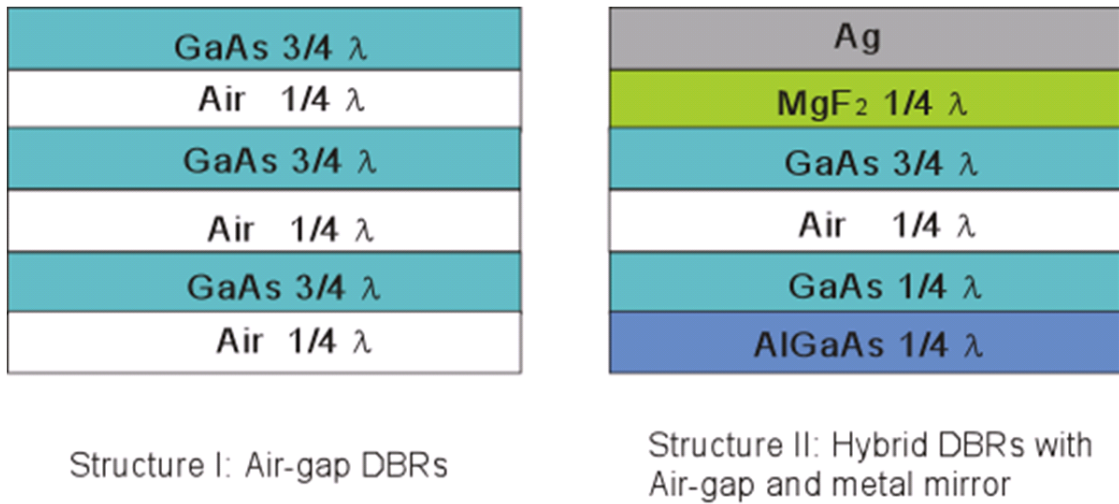 GaAs 3/4 λ
Air 1/4 λ
GaAs 3/4 λ
Air 1/4 λ
GaAs 3/4 λ
Air 1/4 λ
Structure I: Air-gap DBRs
Ag
MgF₂ 1/4 λ
GaAs 3/4 λ
Air 1/4 λ
GaAs 1/4 λ
AlGaAs 1/4 λ
Structure II: Hybrid DBRs with
Air-gap and metal mirror